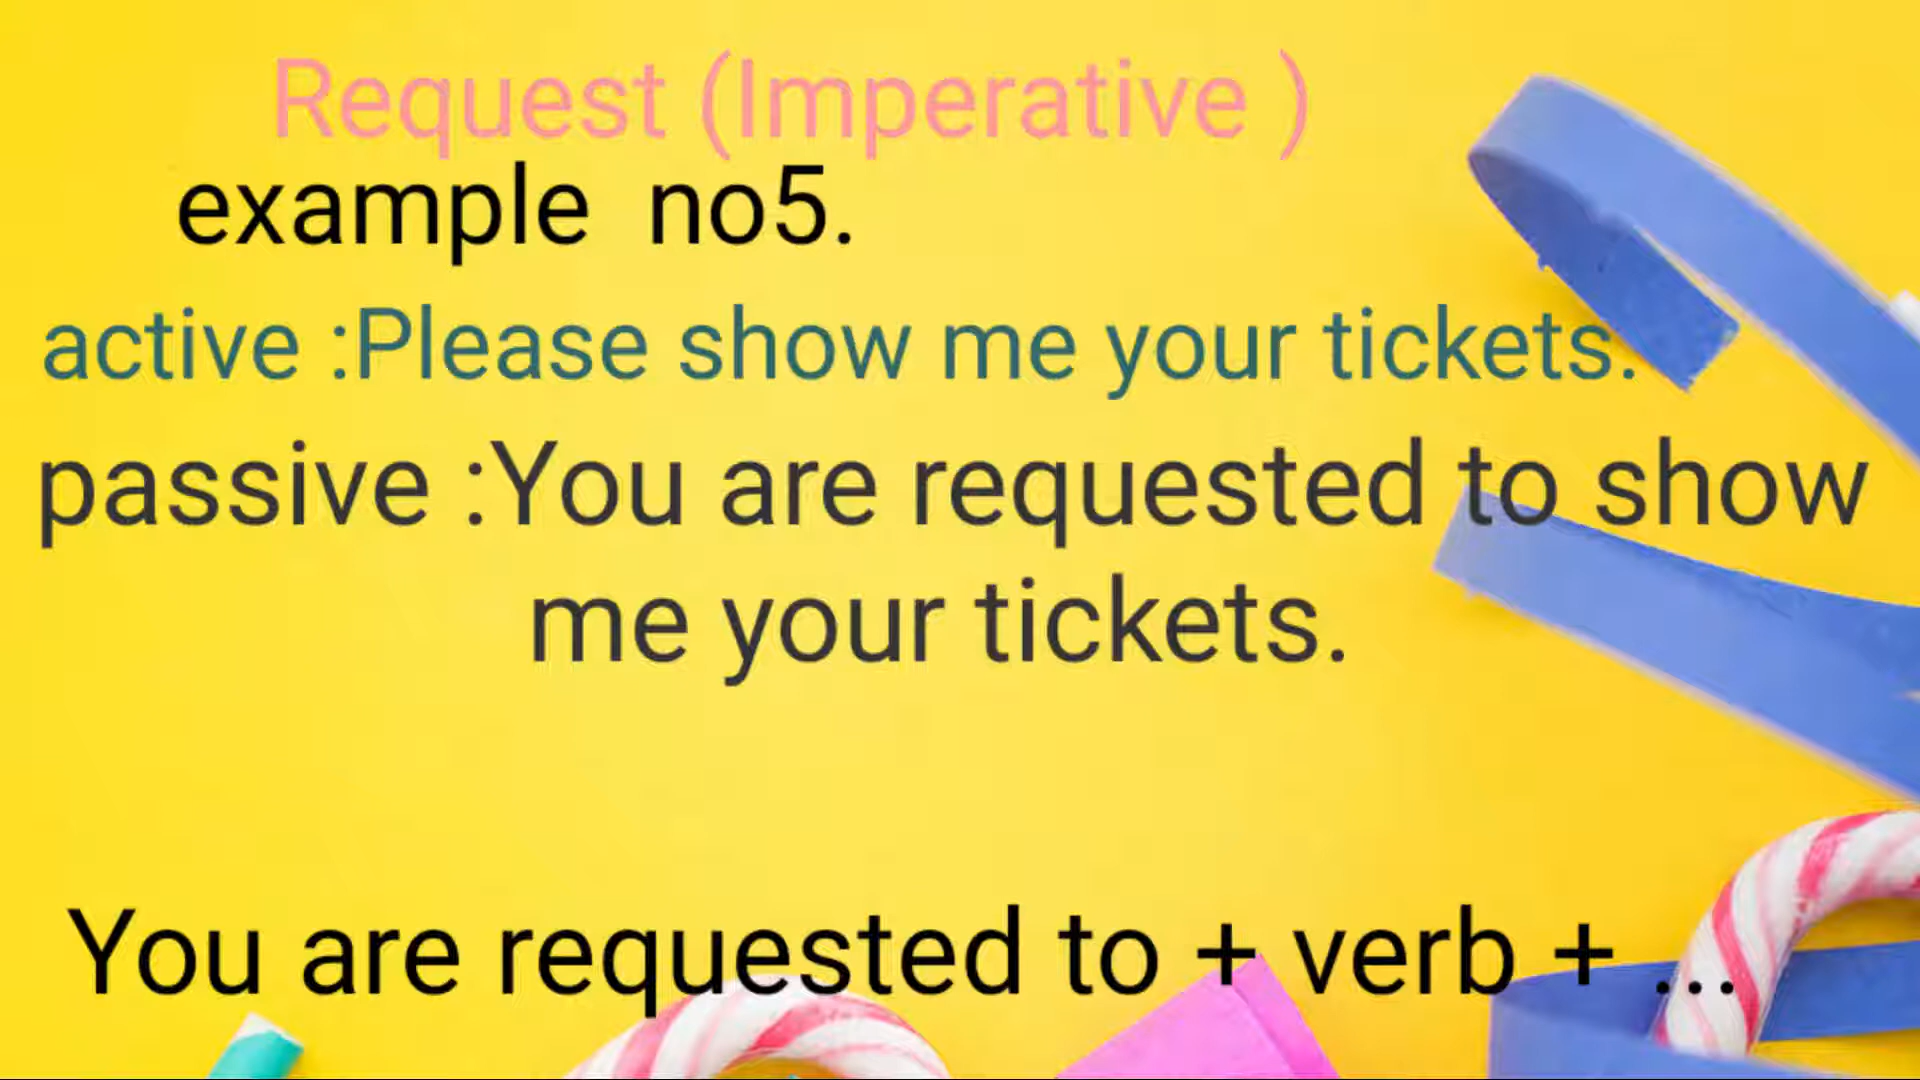 Request (Imperative )
example no5.
active :Please show me your tickets.
passive :You are requested to show
me your tickets.
You are requested to + verb + ...